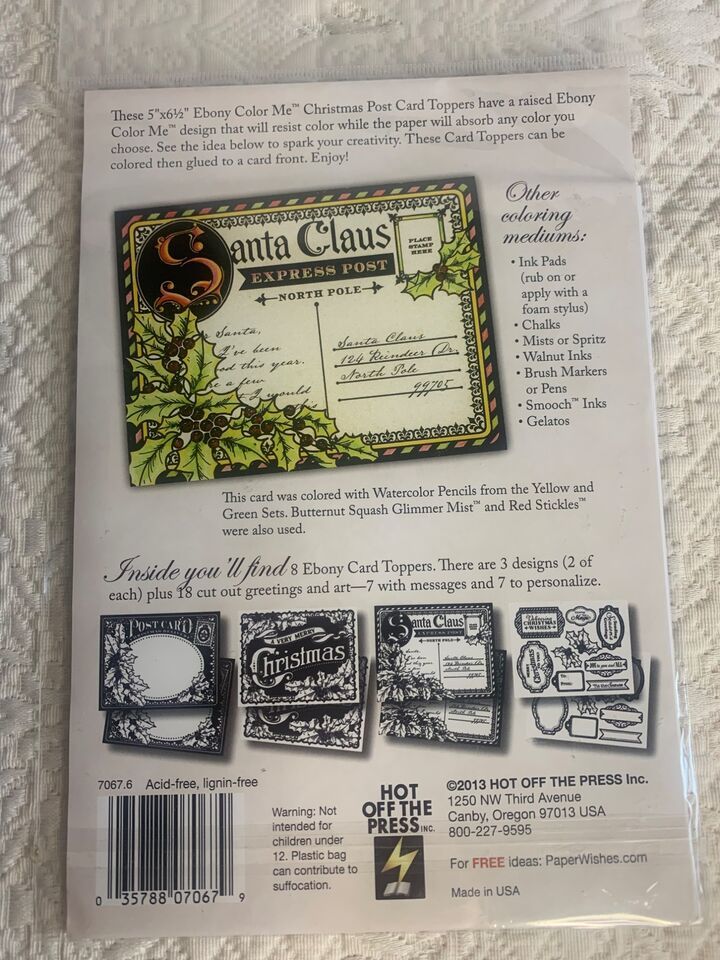 These 5"x6½" Ebony Color Me™ Christmas Post Card Toppers have a raised Ebony
Color Me™ design that will resist color while the paper will absorb any color you
choose. See the idea below to spark your creativity. These Card Toppers can be
colored then glued to a card front. Enjoy!
Santa Claus
EXPRESS POST
NORTH POLE
PLACE
STAMP
HERE
Santa,
I've been
od this year.
e a few
I would
Santa Claus
124 Reindeer Dr.
North Pole
99705
Other
coloring
mediums:
• Ink Pads
(rub on or
apply with a
foam stylus)
• Chalks
• Mists or Spritz
• Walnut Inks
• Brush Markers
or Pens
• Smooch™ Inks
• Gelatos
This card was colored with Watercolor Pencils from the Yellow and
Green Sets. Butternut Squash Glimmer Mist™ and Red Stickles™
were also used.
Inside you'll find 8 Ebony Card Toppers. There are 3 designs (2 of
each) plus 18 cut out greetings and art—7 with messages and 7 to personalize.
POST CARD
A VERY MERRY
Christmas
Santa Claus
EXPRESS POST
NORTH POLE
CHRISTMAS
WISHES
7067.6 Acid-free, lignin-free
0 35788 07067 9
Warning: Not
intended for
children under
12. Plastic bag
can contribute to
suffocation.
HOT
OFF THE
PRESS INC.
©2013 HOT OFF THE PRESS Inc.
1250 NW Third Avenue
Canby, Oregon 97013 USA
800-227-9595
For FREE ideas: PaperWishes.com
Made in USA